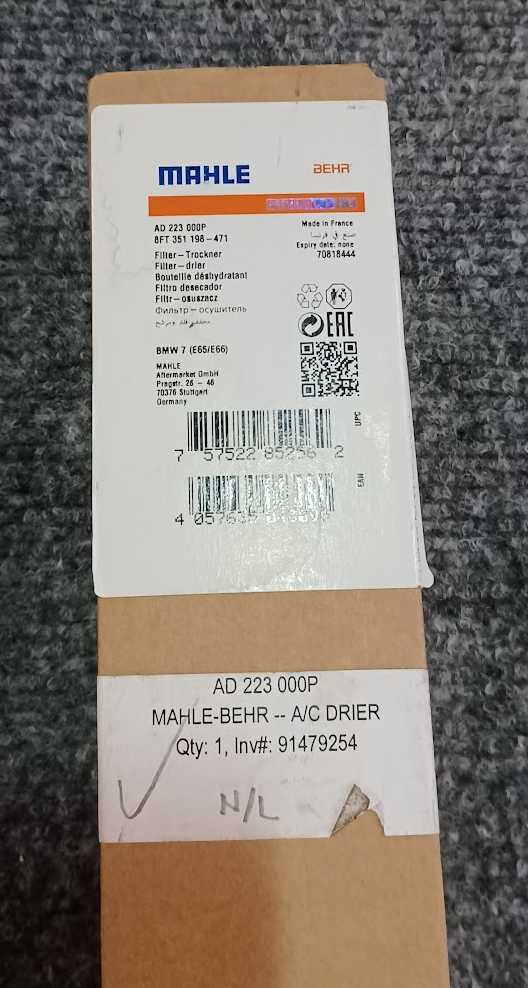 MAHLE
BEHR
AD 223 000P
8FT 351 198-471
Made in France
صنع في فرنسا
Expiry date: none
70818444
Filter-Trockner
Filter-drier
Bouteille déshydratant
Filtro desecador
Filtr-osuszacz
Фильтр-осушитель
EAC
BMW 7 (E65/E66)
MAHLE
Aftermarket GmbH
Pragstr. 26 - 46
70376 Stuttgart
Germany
UPC
7 57522 85256 2
EAN
AD 223 000P
MAHLE-BEHR -- A/C DRIER
Qty: 1, Inv#: 91479254
N/L